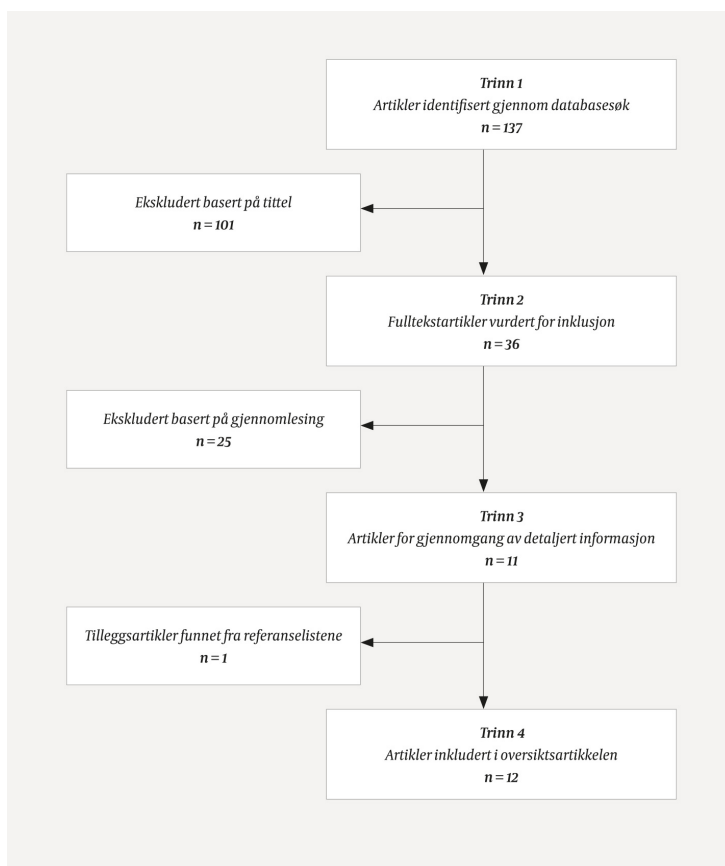 Trinn 1
Artikler identifisert gjennom databasesøk
n = 137
Ekskludert basert på tittel
n = 101
Trinn 2
Fulltekstartikler vurdert for inklusjon
n = 36
Ekskludert basert på gjennomlesing
n = 25
Trinn 3
Artikler for gjennomgang av detaljert informasjon
n = 11
Tilleggsartikler funnet fra referanselistene
n = 1
Trinn 4
Artikler inkludert i oversiktsartikkelen
n = 12